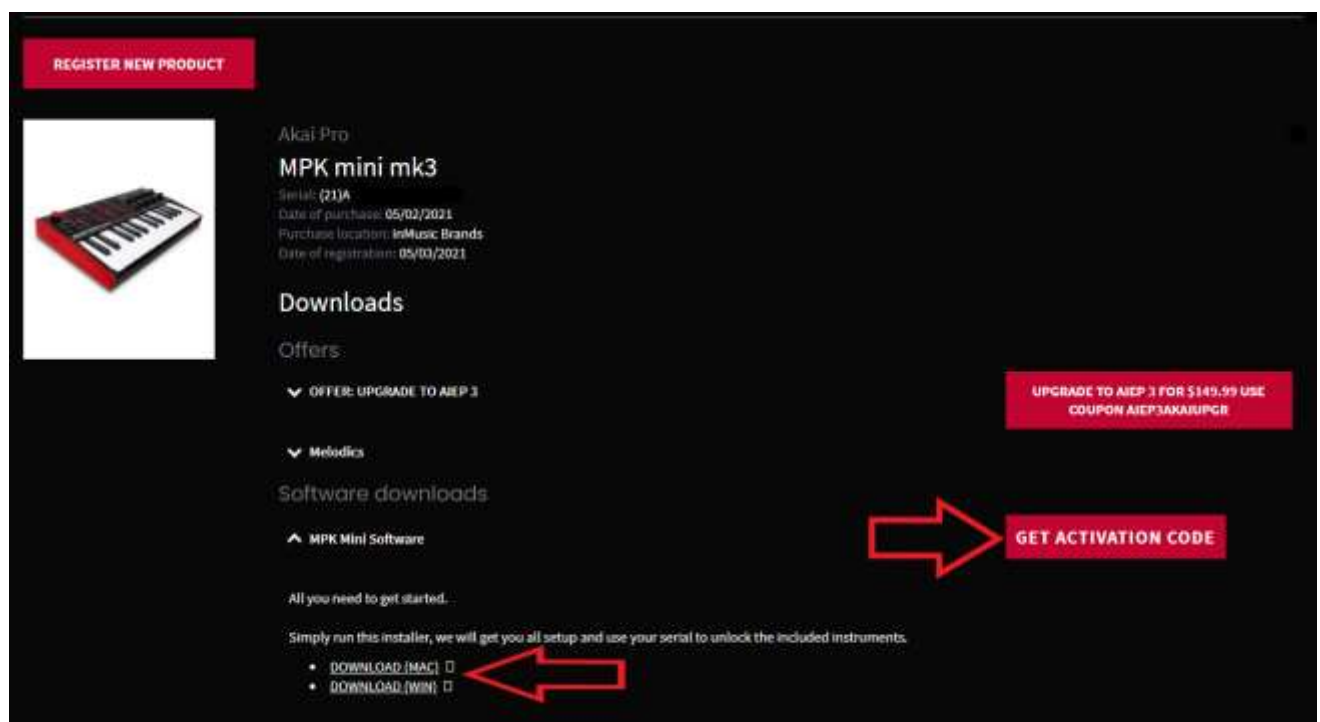 REGISTER NEW PRODUCT
Akai Pro
MPK mini mk3
Serial: (21)A
Date of purchase: 05/02/2021
Purchase location: inMusic Brands
Date of registration: 05/03/2021
Downloads
Offers
OFFER: UPGRADE TO AIEP 3
UPGRADE TO AIEP 3 FOR $149.99 USE
COUPON AIEP3AKAIUPGR
Melodics
Software downloads
MPK Mini Software
GET ACTIVATION CODE
All you need to get started.
Simply run this installer, we will get you all setup and use your serial to unlock the included instruments.
• DOWNLOAD (MAC)
• DOWNLOAD (WIN)